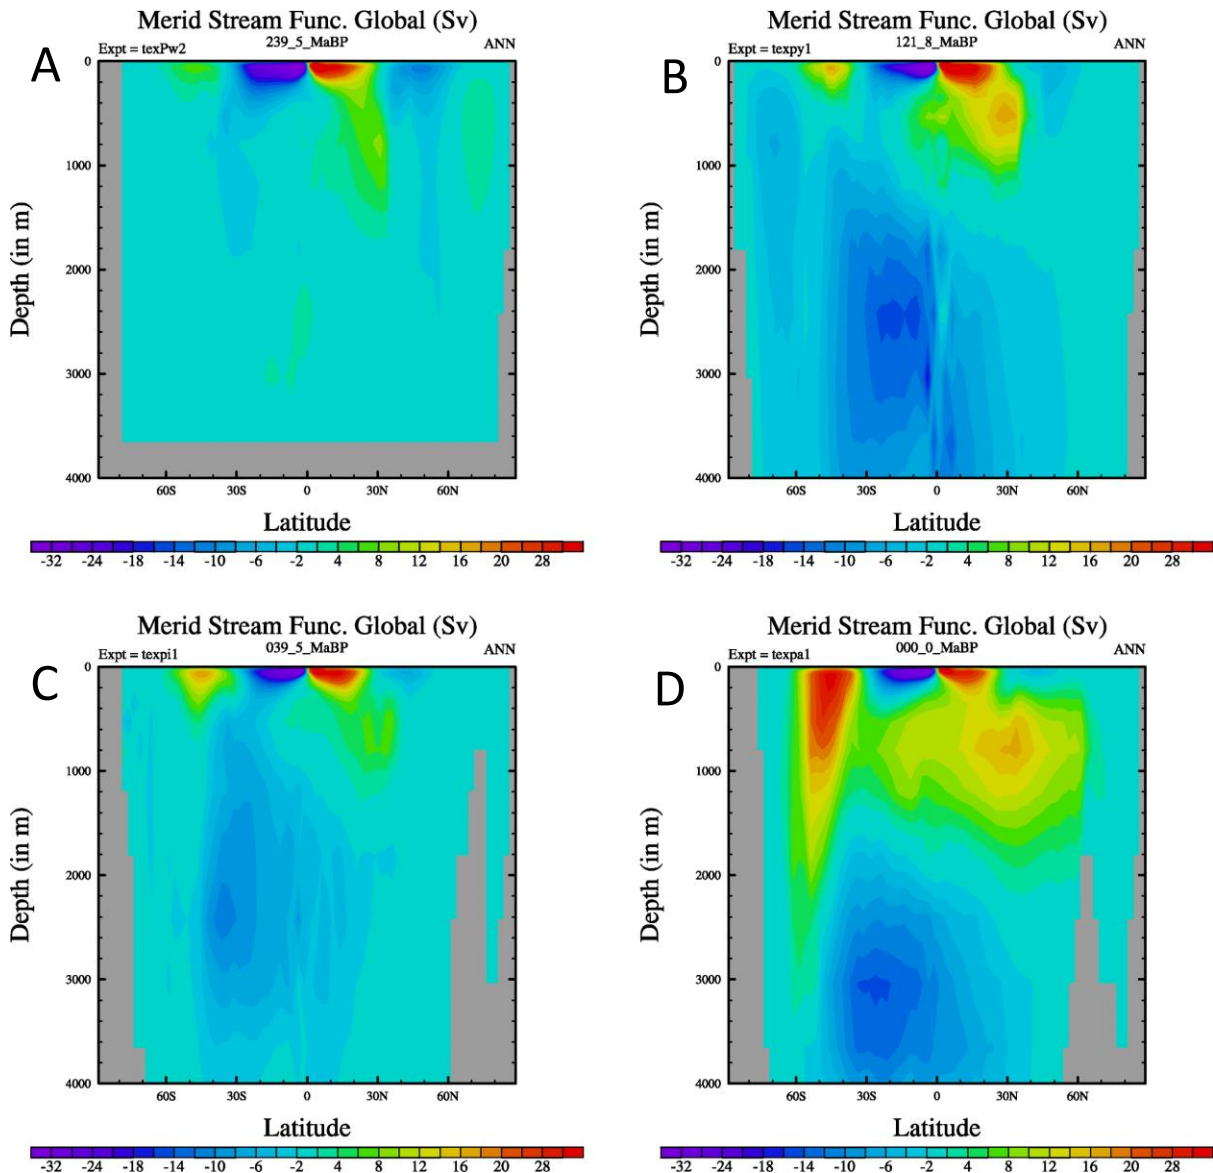 A
Merid Stream Func. Global (Sv)
Expt = texPw2 239_5_MaBP ANN
0
1000
2000
3000
4000
Depth (in m)
60S 30S 0 30N 60N
Latitude
-32 -24 -18 -14 -10 -6 -2 4 8 12 16 20 28
B
Merid Stream Func. Global (Sv)
Expt = texpy1 121_8_MaBP ANN
0
1000
2000
3000
4000
Depth (in m)
60S 30S 0 30N 60N
Latitude
-32 -24 -18 -14 -10 -6 -2 4 8 12 16 20 28
C
Merid Stream Func. Global (Sv)
Expt = texpi1 039_5_MaBP ANN
0
1000
2000
3000
4000
Depth (in m)
60S 30S 0 30N 60N
Latitude
-32 -24 -18 -14 -10 -6 -2 4 8 12 16 20 28
D
Merid Stream Func. Global (Sv)
Expt = texpa1 000_0_MaBP ANN
0
1000
2000
3000
4000
Depth (in m)
60S 30S 0 30N 60N
Latitude
-32 -24 -18 -14 -10 -6 -2 4 8 12 16 20 28